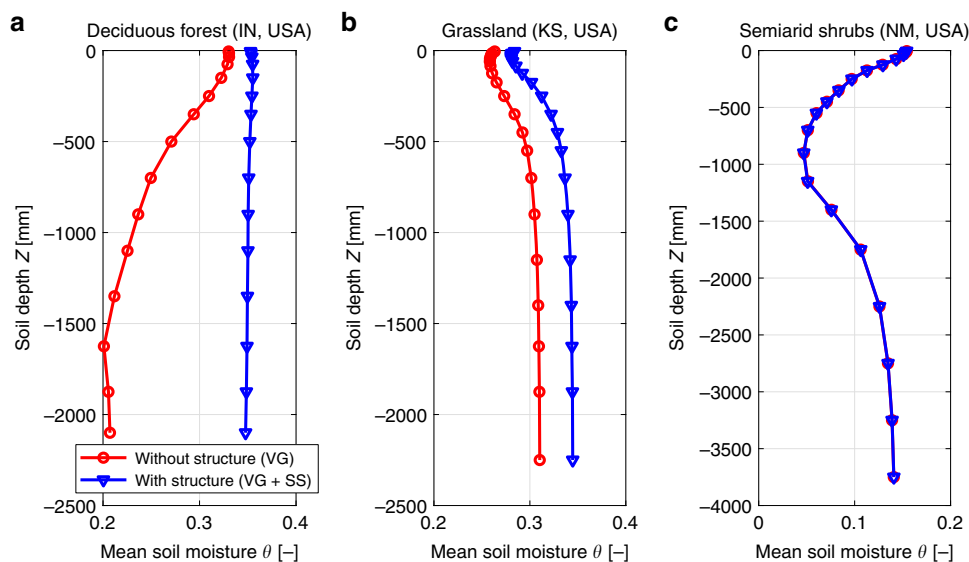 a Deciduous forest (IN, USA)
0
–500
–1000
–1500
–2000
–2500
0.2 0.3 0.4
Soil depth Z [mm]
Mean soil moisture θ [–]
Without structure (VG)
With structure (VG + SS)
b Grassland (KS, USA)
0
–500
–1000
–1500
–2000
–2500
0.2 0.3 0.4
Soil depth Z [mm]
Mean soil moisture θ [–]
c Semiarid shrubs (NM, USA)
0
–500
–1000
–1500
–2000
–2500
–3000
–3500
–4000
0 0.1 0.2
Soil depth Z [mm]
Mean soil moisture θ [–]